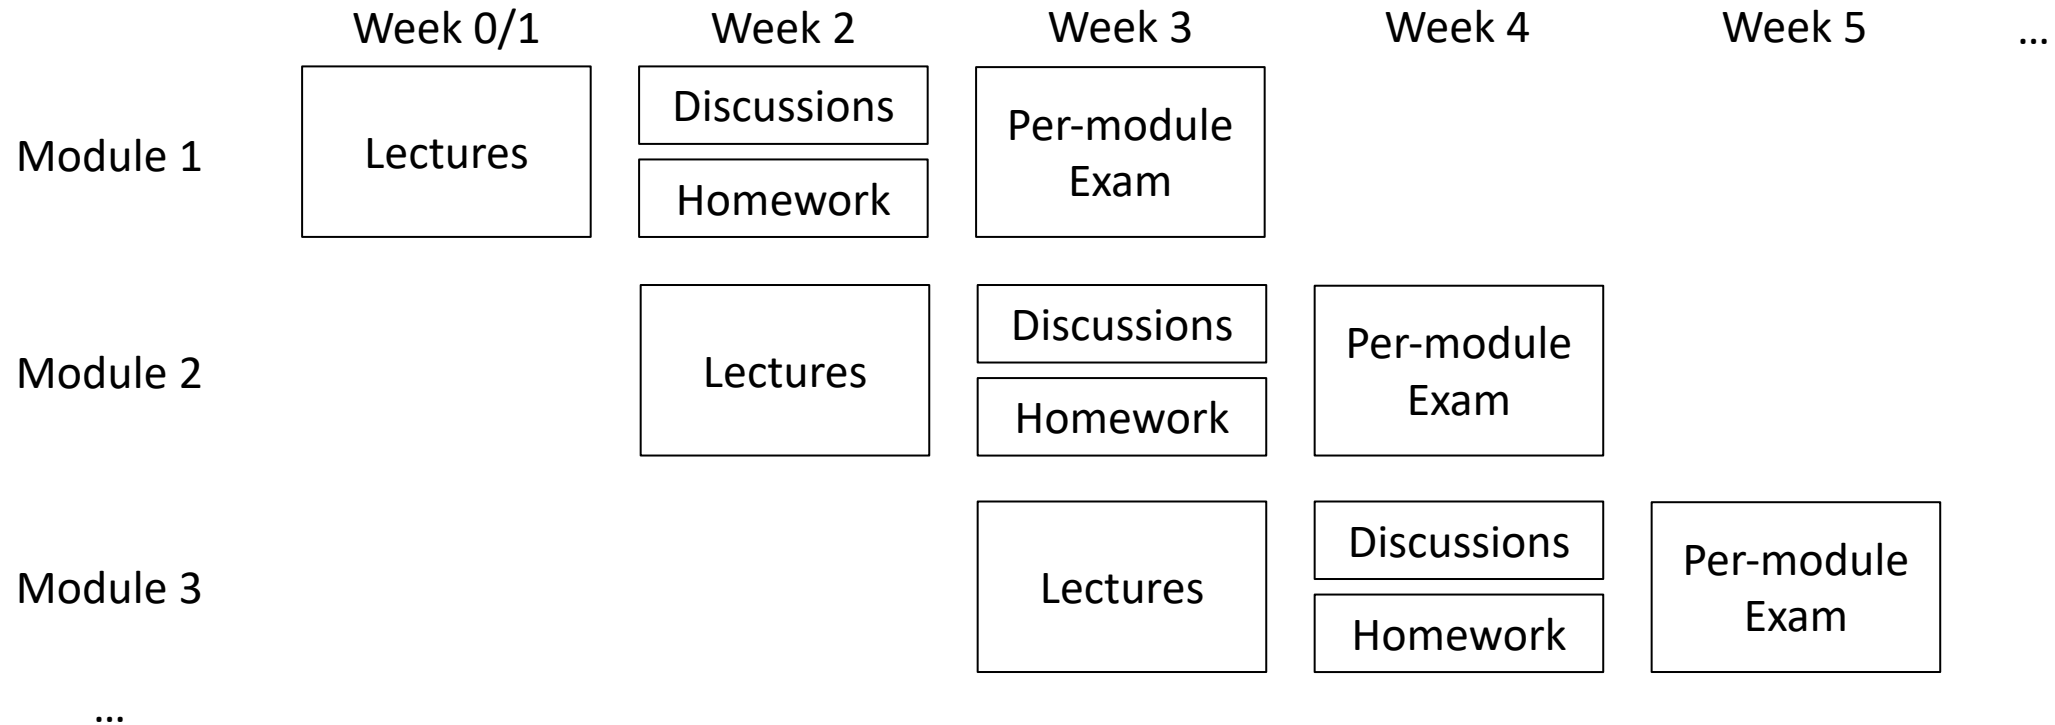 Week 0/1 Week 2 Week 3 Week 4 Week 5 ...
Module 1
Lectures
Discussions
Homework
Per-module
Exam
Module 2
Lectures
Discussions
Homework
Per-module
Exam
Module 3
Lectures
Discussions
Homework
Per-module
Exam
...